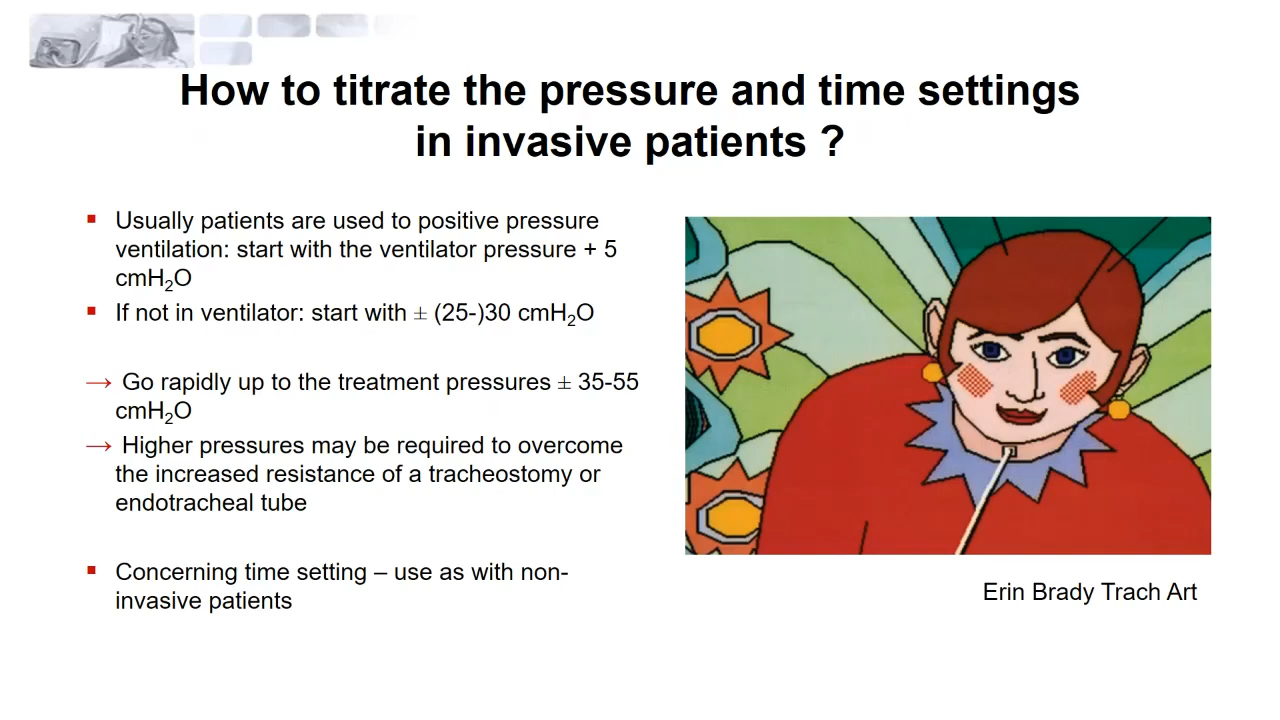 How to titrate the pressure and time settings
in invasive patients ?
▪ Usually patients are used to positive pressure
ventilation: start with the ventilator pressure + 5
cmH₂O
▪ If not in ventilator: start with ± (25-)30 cmH₂O
→ Go rapidly up to the treatment pressures ± 35-55
cmH₂O
→ Higher pressures may be required to overcome
the increased resistance of a tracheostomy or
endotracheal tube
▪ Concerning time setting – use as with non-
invasive patients
Erin Brady Trach Art